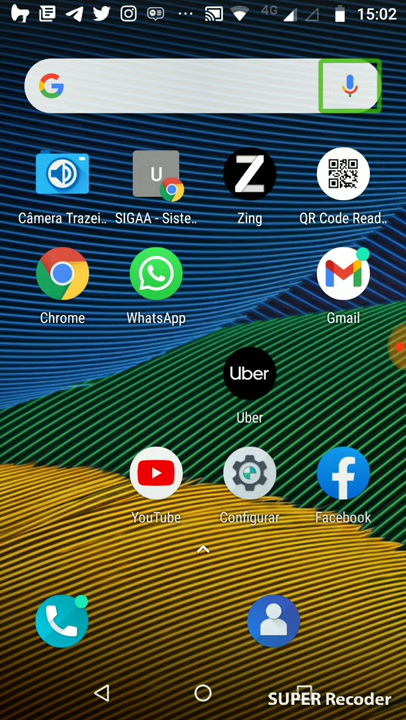 4G 15:02
Câmera Trazei.. SIGAA - Siste.. Zing QR Code Read..
U
Chrome WhatsApp Gmail
Uber
Uber
YouTube Configurar Facebook
SUPER Recoder